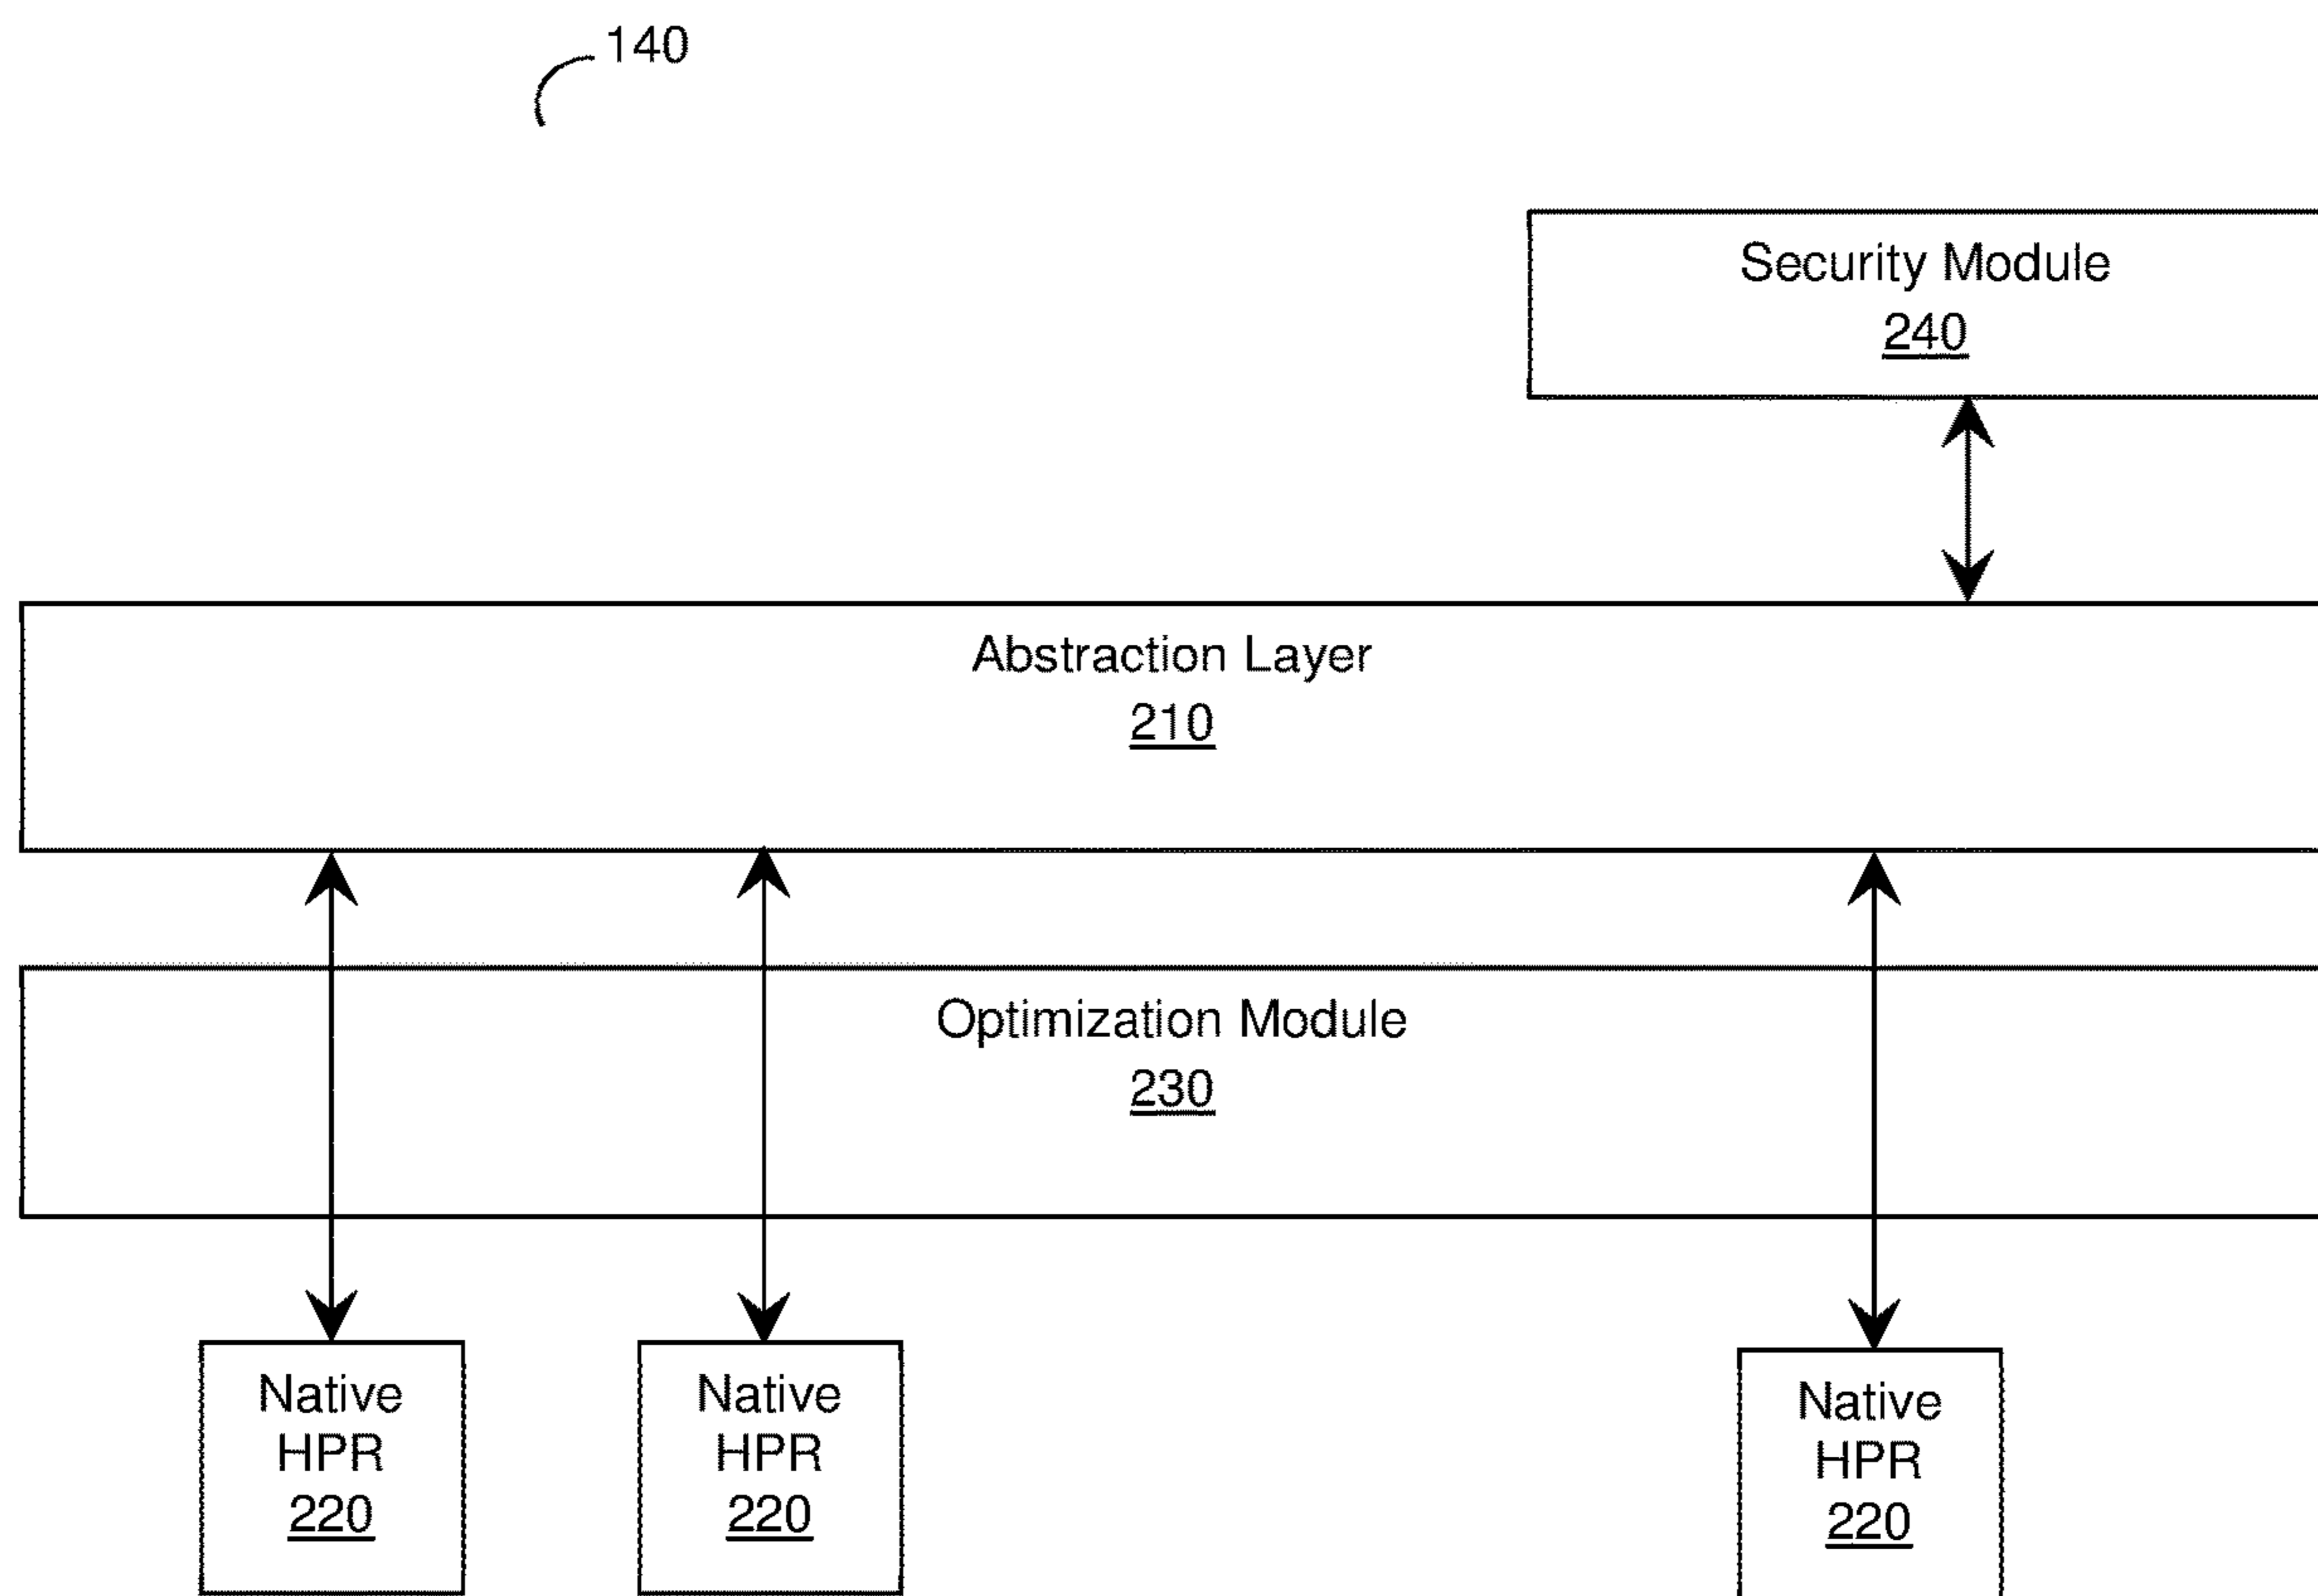 140
Security Module
240
Abstraction Layer
210
Optimization Module
230
Native
HPR
220
Native
HPR
220
Native
HPR
220